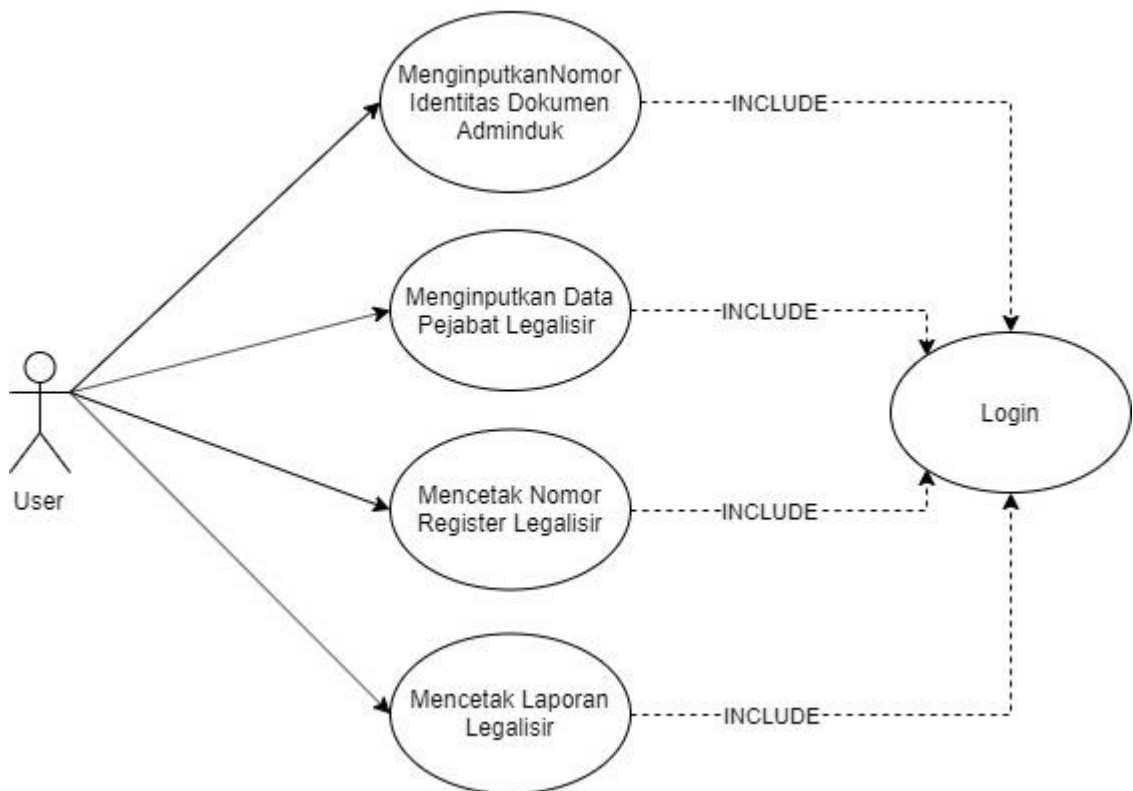 MenginputkanNomor
Identitas Dokumen
Adminduk
INCLUDE
Menginputkan Data
Pejabat Legalisir
INCLUDE
Login
User
Mencetak Nomor
Register Legalisir
INCLUDE
Mencetak Laporan
Legalisir
INCLUDE